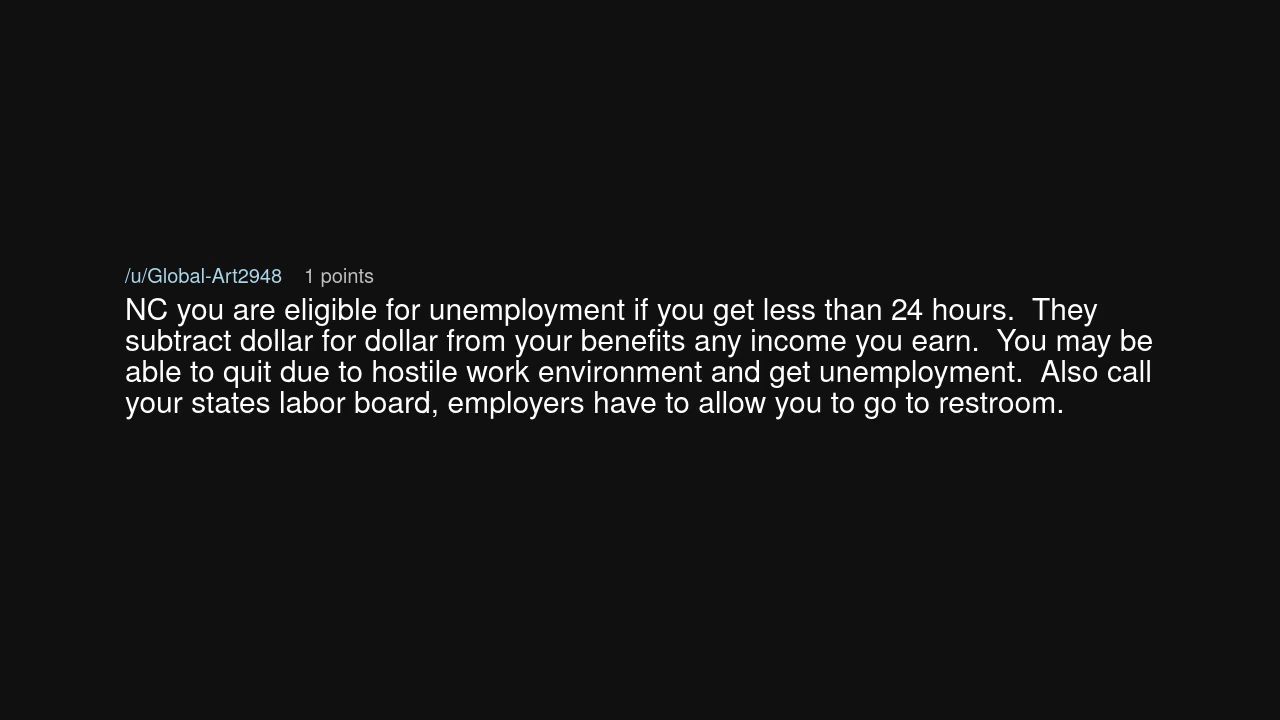 /u/Global-Art2948 1 points
NC you are eligible for unemployment if you get less than 24 hours.  They
subtract dollar for dollar from your benefits any income you earn.  You may be
able to quit due to hostile work environment and get unemployment.  Also call
your states labor board, employers have to allow you to go to restroom.